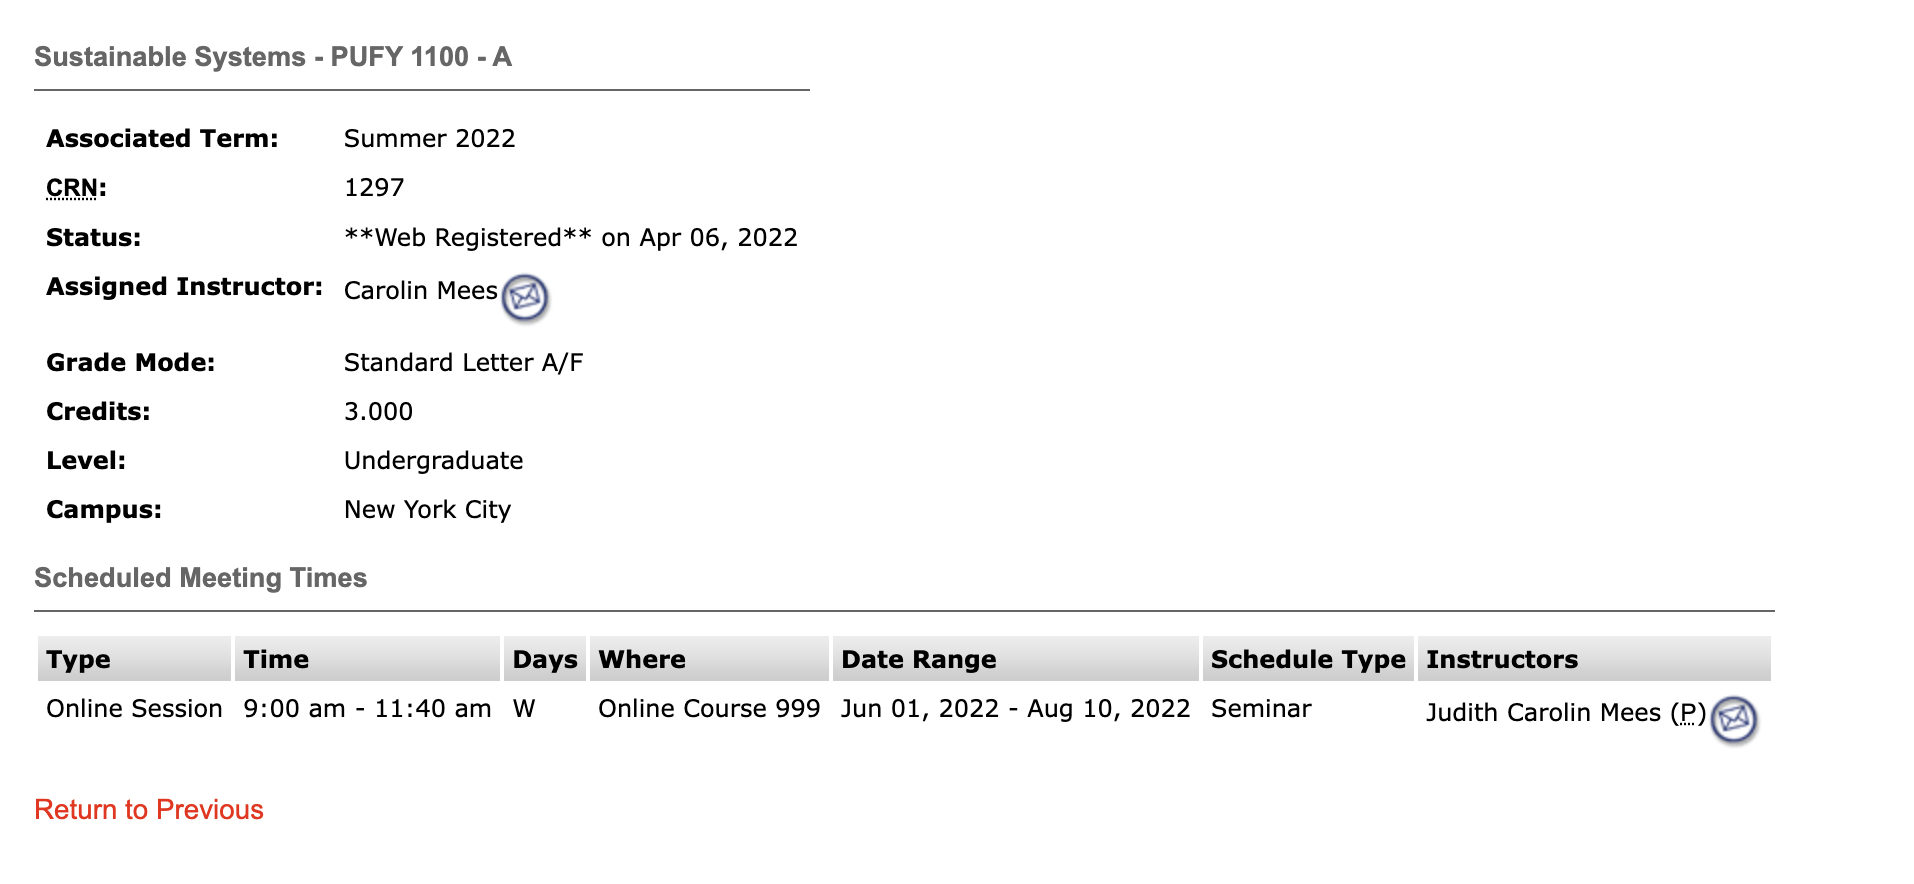 Sustainable Systems - PUFY 1100 - A
Associated Term: Summer 2022
CRN: 1297
Status: **Web Registered** on Apr 06, 2022
Assigned Instructor: Carolin Mees
Grade Mode: Standard Letter A/F
Credits: 3.000
Level: Undergraduate
Campus: New York City
Scheduled Meeting Times
Type Time Days Where Date Range Schedule Type Instructors
Online Session 9:00 am - 11:40 am W Online Course 999 Jun 01, 2022 - Aug 10, 2022 Seminar Judith Carolin Mees (P)
Return to Previous